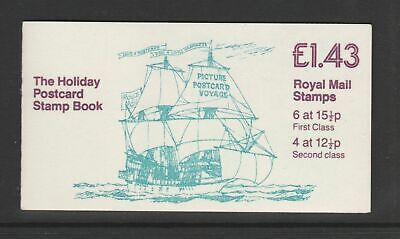 The Holiday
Postcard
Stamp Book
PICTURE
POSTCARD
VOYAGE
£1.43
Royal Mail
Stamps
6 at 15½p
First Class
4 at 12½p
Second class